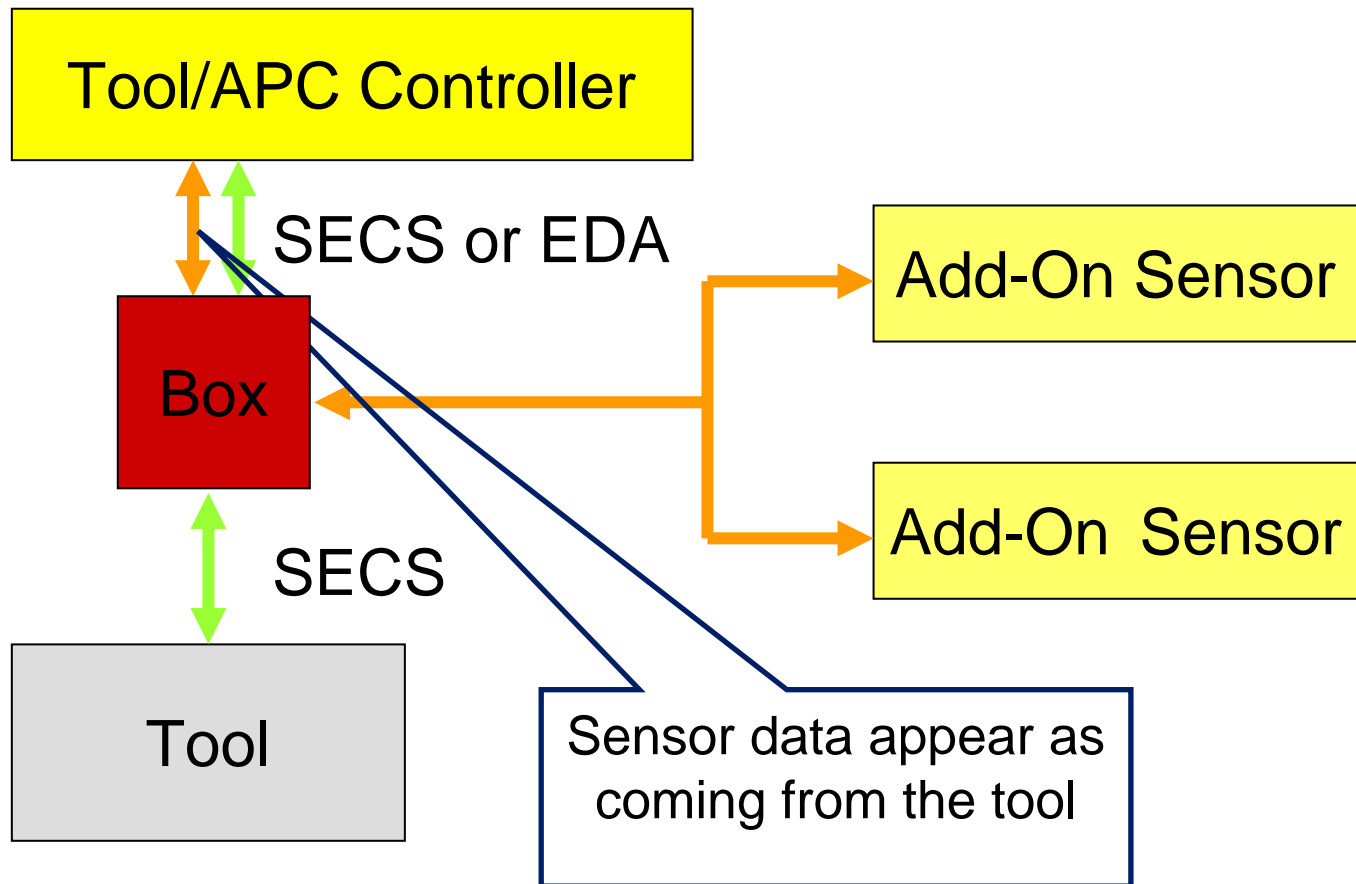 Tool/APC Controller
SECS or EDA
Add-On Sensor
Box
Add-On Sensor
SECS
Tool
Sensor data appear as
coming from the tool